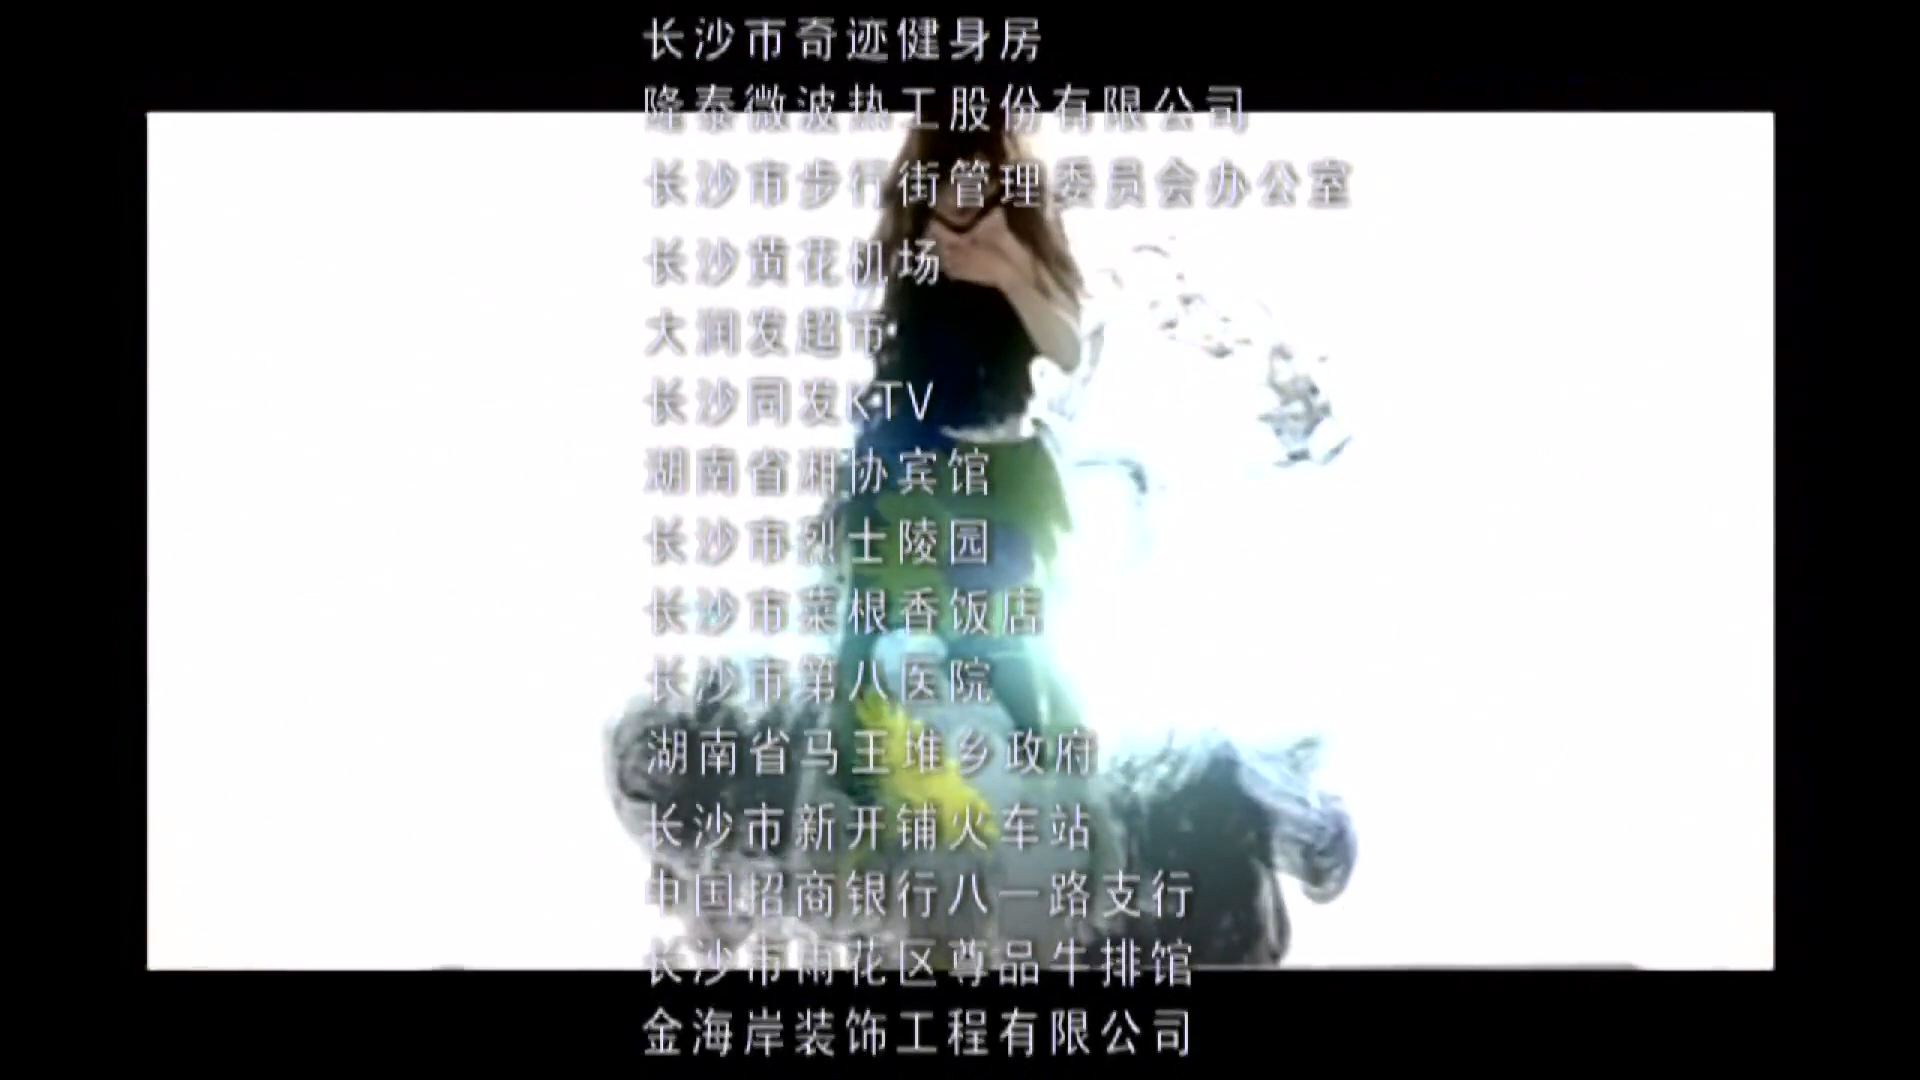 长沙市奇迹健身房
隆泰微波热工股份有限公司
长沙市步行街管理委员会办公室
长沙黄花机场
大润发超市
长沙同发KTV
湖南省湘协宾馆
长沙市烈士陵园
长沙市菜根香饭店
长沙市第八医院
湖南省马王堆乡政府
长沙市新开铺火车站
中国招商银行八一路支行
长沙市雨花区尊品牛排馆
金海岸装饰工程有限公司